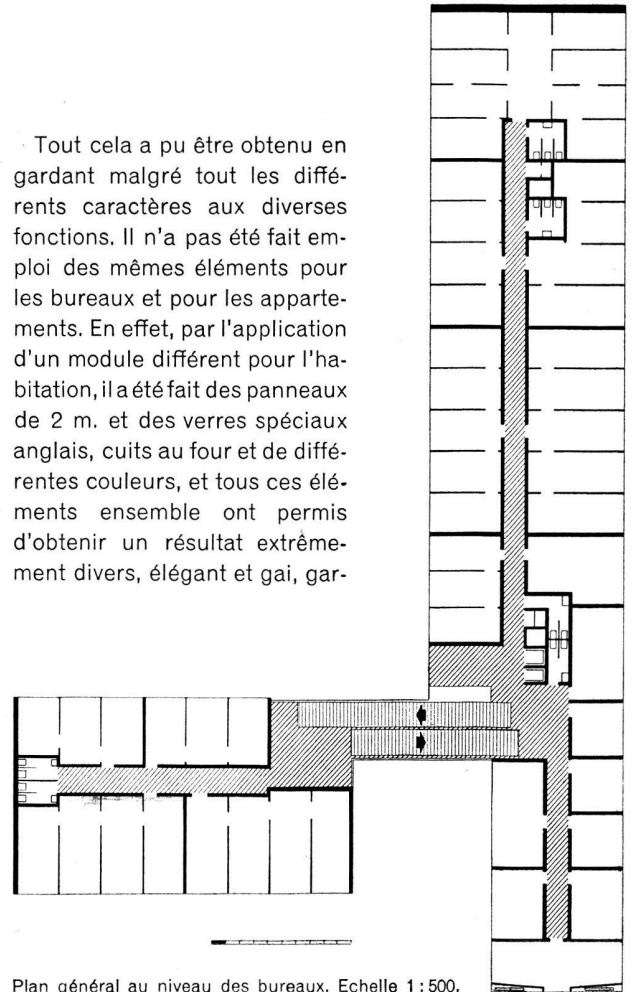 Tout cela a pu être obtenu en
gardant malgré tout les diffé-
rents caractères aux diverses
fonctions. Il n'a pas été fait em-
ploi des mêmes éléments pour
les bureaux et pour les apparte-
ments. En effet, par l'application
d'un module différent pour l'ha-
bitation, il a été fait des panneaux
de 2 m. et des verres spéciaux
anglais, cuits au four et de diffé-
rentes couleurs, et tous ces élé-
ments ensemble ont permis
d'obtenir un résultat extrême-
ment divers, élégant et gai, gar-
Plan général au niveau des bureaux. Echelle 1 : 500.